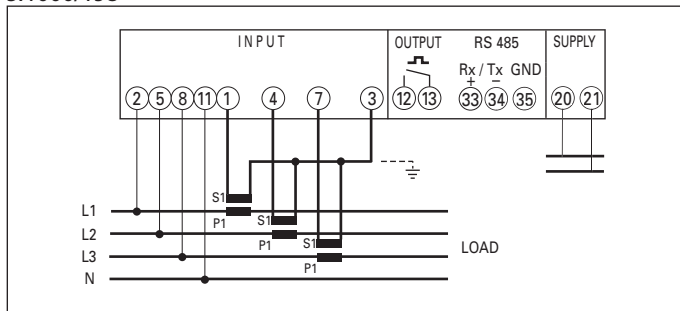 INPUT OUTPUT RS 485 SUPPLY
Rx / Tx GND
+ −
2 5 8 11 1 4 7 3 12 13 33 34 35 20 21
S1
L1
P1
S1
L2
P1
S1
L3
P1
LOAD
N